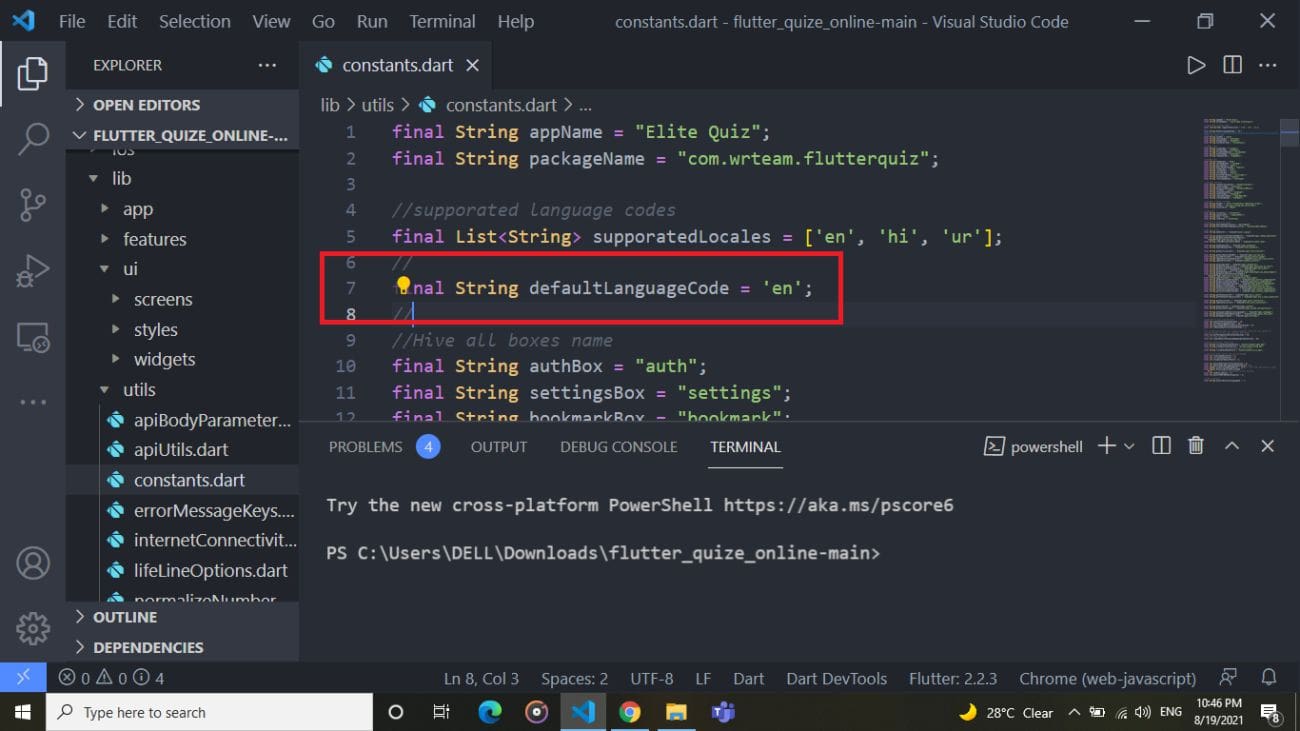 File Edit Selection View Go Run Terminal Help constants.dart - flutter_quize_online-main - Visual Studio Code
EXPLORER ...
OPEN EDITORS
FLUTTER_QUIZE_ONLINE-...
ios
lib
app
features
ui
screens
styles
widgets
utils
apiBodyParameter...
apiUtils.dart
constants.dart
errorMessageKeys....
internetConnectivit...
lifeLineOptions.dart
normalizeNumber
OUTLINE
DEPENDENCIES
constants.dart
lib > utils > constants.dart > ...
1 final String appName = "Elite Quiz";
2 final String packageName = "com.wrteam.flutterquiz";
3
4 //supporated language codes
5 final List<String> supporatedLocales = ['en', 'hi', 'ur'];
6 //
7 final String defaultLanguageCode = 'en';
8 //
9 //Hive all boxes name
10 final String authBox = "auth";
11 final String settingsBox = "settings";
12 final String bookmarkBox = "bookmark";
PROBLEMS 4 OUTPUT DEBUG CONSOLE TERMINAL powershell
Try the new cross-platform PowerShell https://aka.ms/pscore6
PS C:\Users\DELL\Downloads\flutter_quize_online-main>
0 0 4 Ln 8, Col 3 Spaces: 2 UTF-8 LF Dart Dart DevTools Flutter: 2.2.3 Chrome (web-javascript)
Type here to search 28°C Clear ENG 10:46 PM
8/19/2021 8